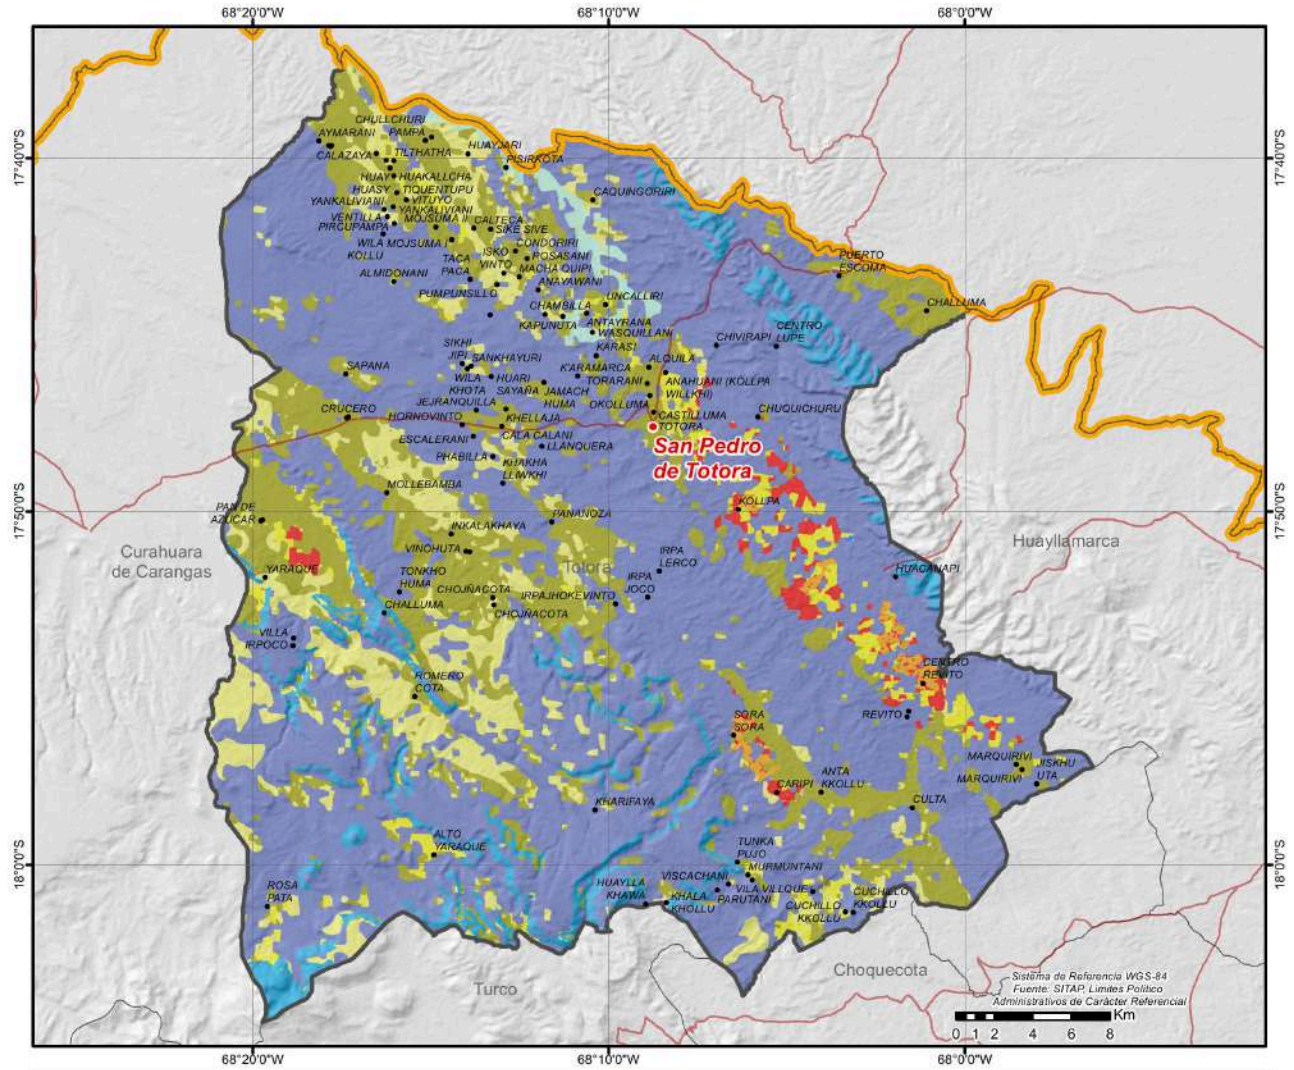 68°20'0"W
68°10'0"W
68°0'0"W
17°40'0"S
17°40'0"S
CHULLCHURI
AYMARANI
PAMPA
CALAZAYA
TILTHATHA
HUAYJARI
PISIRKOTA
HUAY
HUAKALLCHA
HUASY
TIQUENTUPU
CAQUINGORIRI
YANKALIVIANI
VITUYO
YANKALIVIANI
VENTILLA
MOJSUMA II
CALTECA
PIRCUPAMPA
SIKE SIVE
WILA
KOLLU
MOJSUMA I
ISKO
CONDORIRI
TACA
PACA
VINTO
ROSASANI
MACHA QUIPI
PUERTO
ESCOMA
ALMIDONANI
ANAYAWANI
PUMPUNSILLO
UNCALLIRI
CHALLUMA
CHAMBILLA
KAPUNUTA
ANTAYRANA
WASQUILLANI
CHIVIRAPI
CENTRO
LUPE
SIKHI
JIPI
SANKHAYURI
KARASI
ALQUILA
SAPANA
KARAMARCA
WILA
KHOTA
HUARI
TORARANI
ANAHUANI (KOLLPA
WILLKHI)
SAYAÑA
JAMACH
HUMA
OKOLLUMA
JEJRANQUILLA
CRUCERO
HORNOVINTO
KHELLAJA
CASTILLUMA
TOTORA
CHUQUICHURU
ESCALERANI
CALA CALANI
LLANQUERA
San Pedro
de Totora
PHABILLA
KHAKHA
LLIWKHI
MOLLEBAMBA
KOLLPA
17°50'0"S
17°50'0"S
PAN DE
AZUCAR
PANANOZA
INKALAKHAYA
Curahuara
de Carangas
VINOHUTA
Huayllamarca
IRPA
LERCO
YARAQUE
TONKHO
HUMA
Totora
HUACANAPI
IRPA
JOCO
CHOJÑACOTA
IRPAJHOKEVINTO
CHALLUMA
CHOJÑACOTA
VILLA
IRPOCO
CENTRO
REVITO
ROMERO
COTA
SORA
SORA
REVITO
MARQUIRIVI
JISKHU
UTA
MARQUIRIVI
CARIPI
ANTA
KKOLLU
CULTA
KHARIFAYA
ALTO
YARAQUE
TUNKA
PUJO
18°0'0"S
18°0'0"S
MURMUNTANI
ROSA
PATA
HUAYLLA
KHAWA
VISCACHANI
VILA VILLQUE
CUCHILLO
KKOLLU
KHALA
KHOLLU
PARUTANI
CUCHILLO
KKOLLU
Choquecota
Turco
Sistema de Referencia WGS-84
Fuente: SITAP, Limites Político
Administrativos de Carácter Referencial
Km
0 1 2 4 6 8
68°20'0"W
68°10'0"W
68°0'0"W